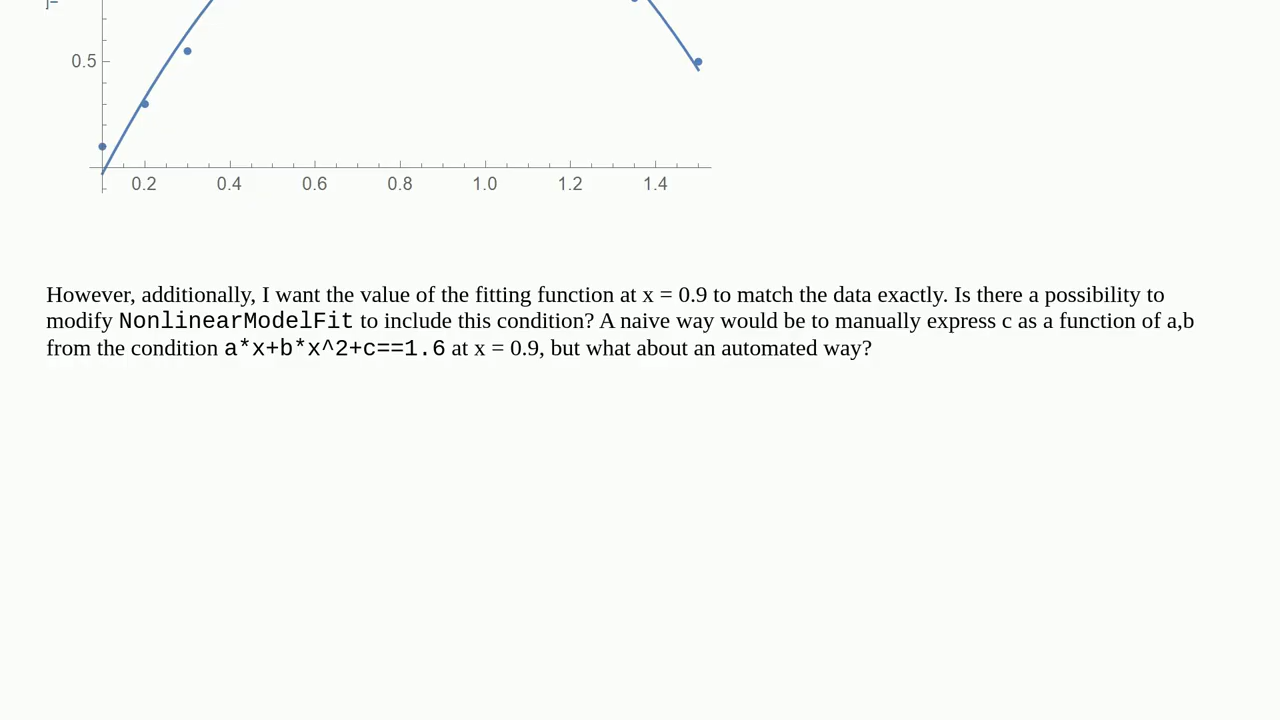 0.5
0.2 0.4 0.6 0.8 1.0 1.2 1.4
However, additionally, I want the value of the fitting function at x = 0.9 to match the data exactly. Is there a possibility to
modify NonlinearModelFit to include this condition? A naive way would be to manually express c as a function of a,b
from the condition a*x+b*x^2+c==1.6 at x = 0.9, but what about an automated way?